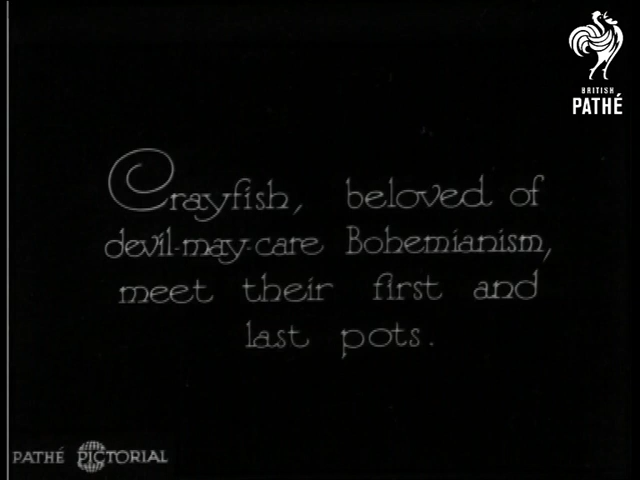 BRITISH
PATHÉ
Crayfish, beloved of
devil-may-care Bohemianism,
meet their first and
last pots.
PATHÉ PICTORIAL